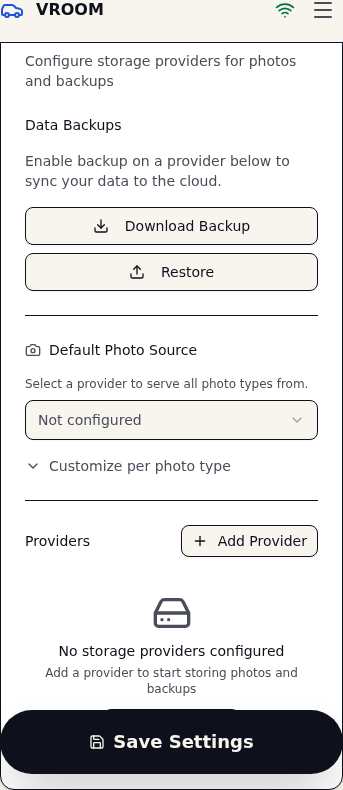 VROOM
Configure storage providers for photos
and backups
Data Backups
Enable backup on a provider below to
sync your data to the cloud.
Download Backup
Restore
Default Photo Source
Select a provider to serve all photo types from.
Not configured
Customize per photo type
Providers
Add Provider
No storage providers configured
Add a provider to start storing photos and
backups
Save Settings